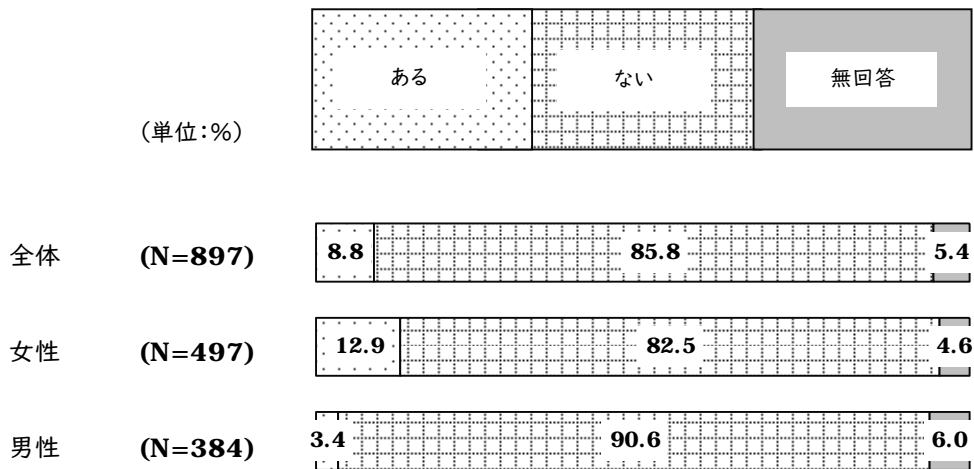 ある ない 無回答
(単位：%)
全体 (N=897) 8.8 85.8 5.4
女性 (N=497) 12.9 82.5 4.6
男性 (N=384) 3.4 90.6 6.0